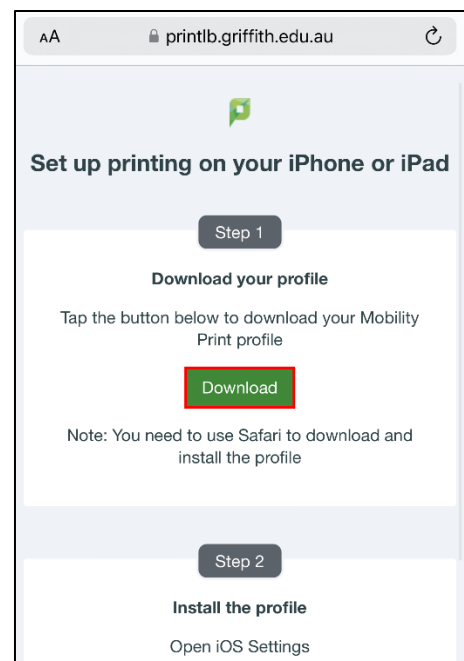 AA printlb.griffith.edu.au
Set up printing on your iPhone or iPad
Step 1
Download your profile
Tap the button below to download your Mobility
Print profile
Download
Note: You need to use Safari to download and
install the profile
Step 2
Install the profile
Open iOS Settings